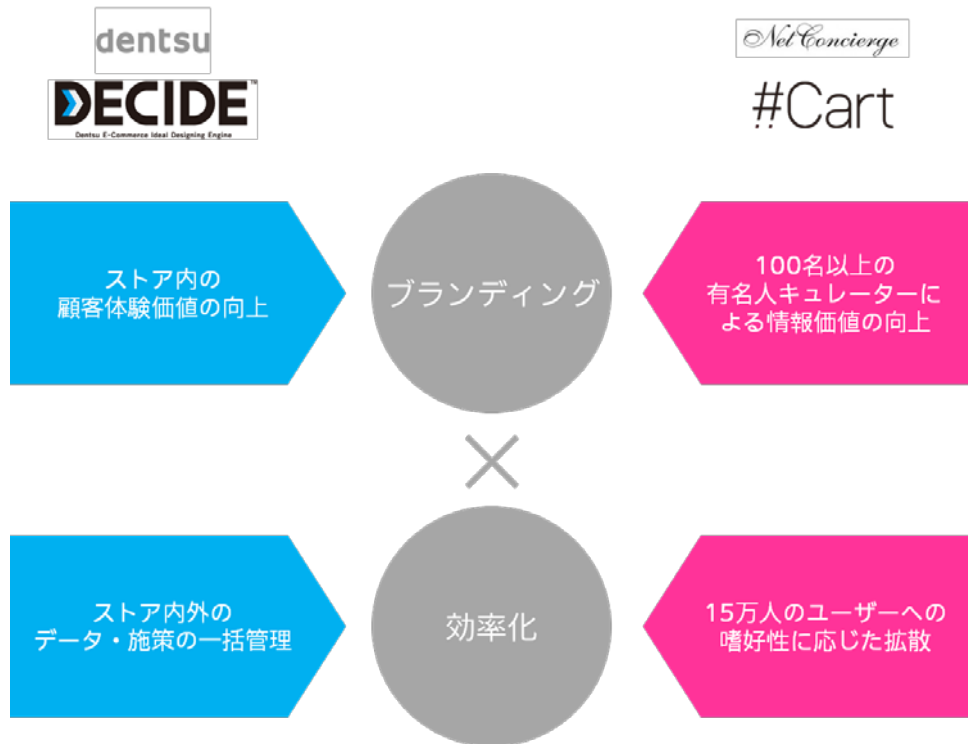 dentsu
DECIDE™
Dentsu E-Commerce Ideal Designing Engine
Net Concierge
#Cart
ストア内の
顧客体験価値の向上
ブランディング
100名以上の
有名人キュレーターに
よる情報価値の向上
×
ストア内外の
データ・施策の一括管理
効率化
15万人のユーザーへの
嗜好性に応じた拡散